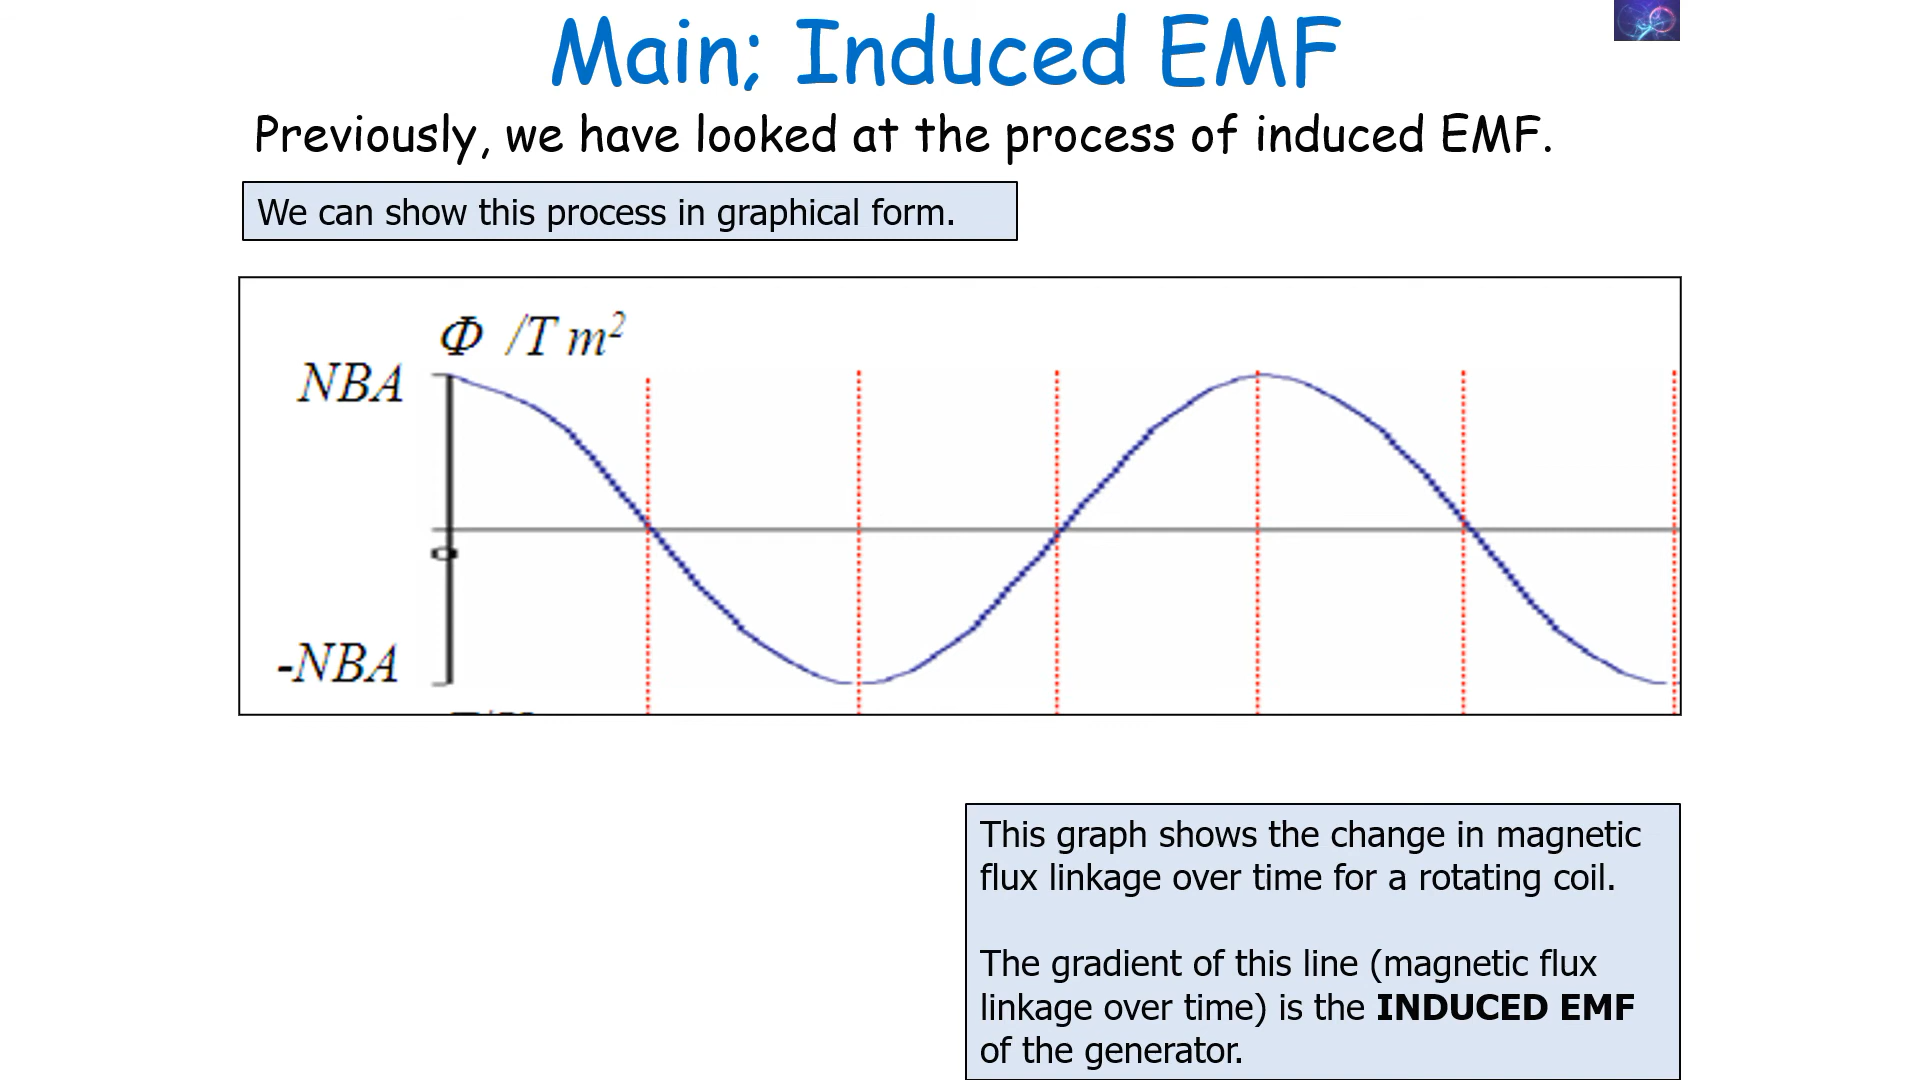 Main; Induced EMF
Previously, we have looked at the process of induced EMF.
We can show this process in graphical form.
Φ /T m²
NBA
0
-NBA
This graph shows the change in magnetic
flux linkage over time for a rotating coil.
The gradient of this line (magnetic flux
linkage over time) is the INDUCED EMF
of the generator.